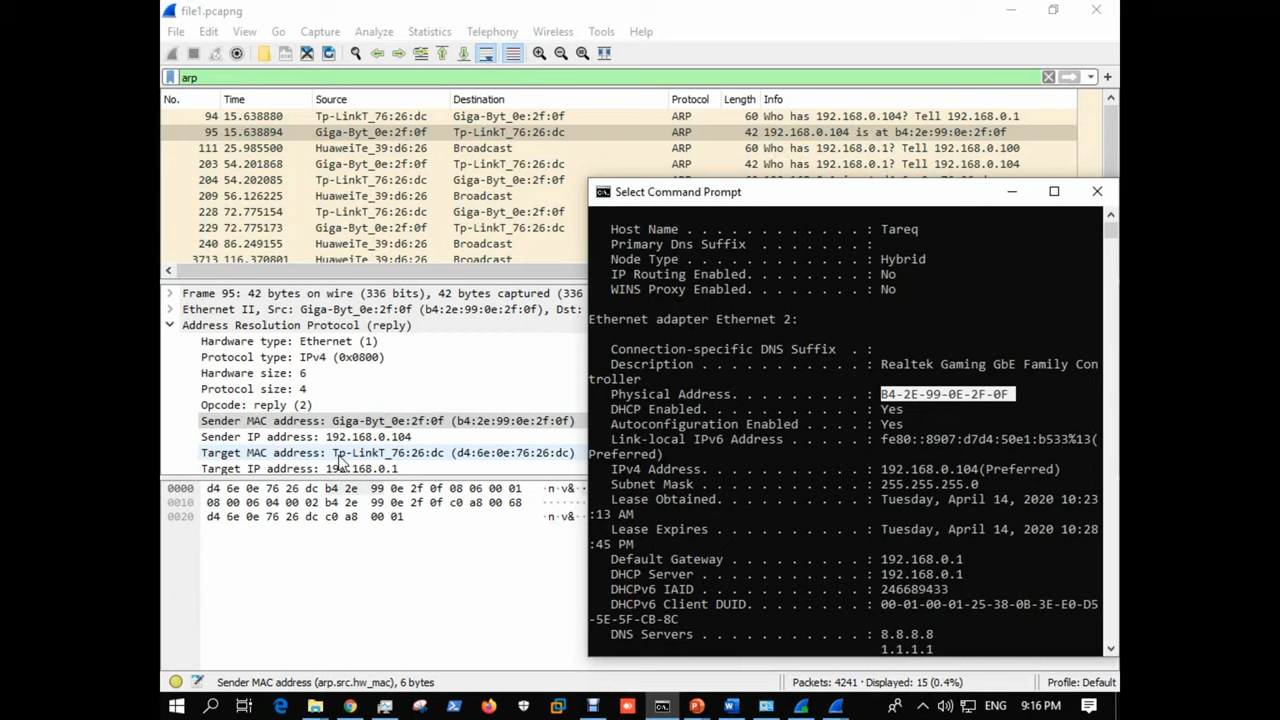 file1.pcapng
File Edit View Go Capture Analyze Statistics Telephony Wireless Tools Help
arp
No. Time Source Destination Protocol Length Info
94 15.638880 Tp-LinkT_76:26:dc Giga-Byt_0e:2f:0f ARP 60 Who has 192.168.0.104? Tell 192.168.0.1
95 15.638894 Giga-Byt_0e:2f:0f Tp-LinkT_76:26:dc ARP 42 192.168.0.104 is at b4:2e:99:0e:2f:0f
111 25.985500 HuaweiTe_39:d6:26 Broadcast ARP 60 Who has 192.168.0.1? Tell 192.168.0.100
203 54.201868 Giga-Byt_0e:2f:0f Tp-LinkT_76:26:dc ARP 42 Who has 192.168.0.1? Tell 192.168.0.104
204 54.202085 Tp-LinkT_76:26:dc Giga-Byt_0e:2f:0f ARP
209 56.126225 HuaweiTe_39:d6:26 Broadcast
228 72.775154 Tp-LinkT_76:26:dc Giga-Byt_0e:2f:0f
229 72.775173 Giga-Byt_0e:2f:0f Tp-LinkT_76:26:dc
240 86.249155 HuaweiTe_39:d6:26 Broadcast
3713 116.370801 HuaweiTe_39:d6:26 Broadcast
Frame 95: 42 bytes on wire (336 bits), 42 bytes captured (336
Ethernet II, Src: Giga-Byt_0e:2f:0f (b4:2e:99:0e:2f:0f), Dst:
Address Resolution Protocol (reply)
Hardware type: Ethernet (1)
Protocol type: IPv4 (0x0800)
Hardware size: 6
Protocol size: 4
Opcode: reply (2)
Sender MAC address: Giga-Byt_0e:2f:0f (b4:2e:99:0e:2f:0f)
Sender IP address: 192.168.0.104
Target MAC address: Tp-LinkT_76:26:dc (d4:6e:0e:76:26:dc)
Target IP address: 192.168.0.1
0000 d4 6e 0e 76 26 dc b4 2e 99 0e 2f 0f 08 06 00 01 ·n·v&··
0010 08 00 06 04 00 02 b4 2e 99 0e 2f 0f c0 a8 00 68 ·······
0020 d4 6e 0e 76 26 dc c0 a8 00 01 ·n·v&··
Select Command Prompt
Host Name . . . . . . . . . . . . : Tareq
Primary Dns Suffix . . . . . . . :
Node Type . . . . . . . . . . . . : Hybrid
IP Routing Enabled. . . . . . . . : No
WINS Proxy Enabled. . . . . . . . : No
Ethernet adapter Ethernet 2:
Connection-specific DNS Suffix . :
Description . . . . . . . . . . . : Realtek Gaming GbE Family Con
troller
Physical Address. . . . . . . . . : B4-2E-99-0E-2F-0F
DHCP Enabled. . . . . . . . . . . : Yes
Autoconfiguration Enabled . . . . : Yes
Link-local IPv6 Address . . . . . : fe80::8907:d7d4:50e1:b533%13(
Preferred)
IPv4 Address. . . . . . . . . . . : 192.168.0.104(Preferred)
Subnet Mask . . . . . . . . . . . : 255.255.255.0
Lease Obtained. . . . . . . . . . : Tuesday, April 14, 2020 10:23
:13 AM
Lease Expires . . . . . . . . . . : Tuesday, April 14, 2020 10:28
:45 PM
Default Gateway . . . . . . . . . : 192.168.0.1
DHCP Server . . . . . . . . . . . : 192.168.0.1
DHCPv6 IAID . . . . . . . . . . . : 246689433
DHCPv6 Client DUID. . . . . . . . : 00-01-00-01-25-38-0B-3E-E0-D5
-5E-5F-CB-8C
DNS Servers . . . . . . . . . . . : 8.8.8.8
1.1.1.1
Sender MAC address (arp.src.hw_mac), 6 bytes
Packets: 4241 · Displayed: 15 (0.4%)
Profile: Default
ENG 9:16 PM